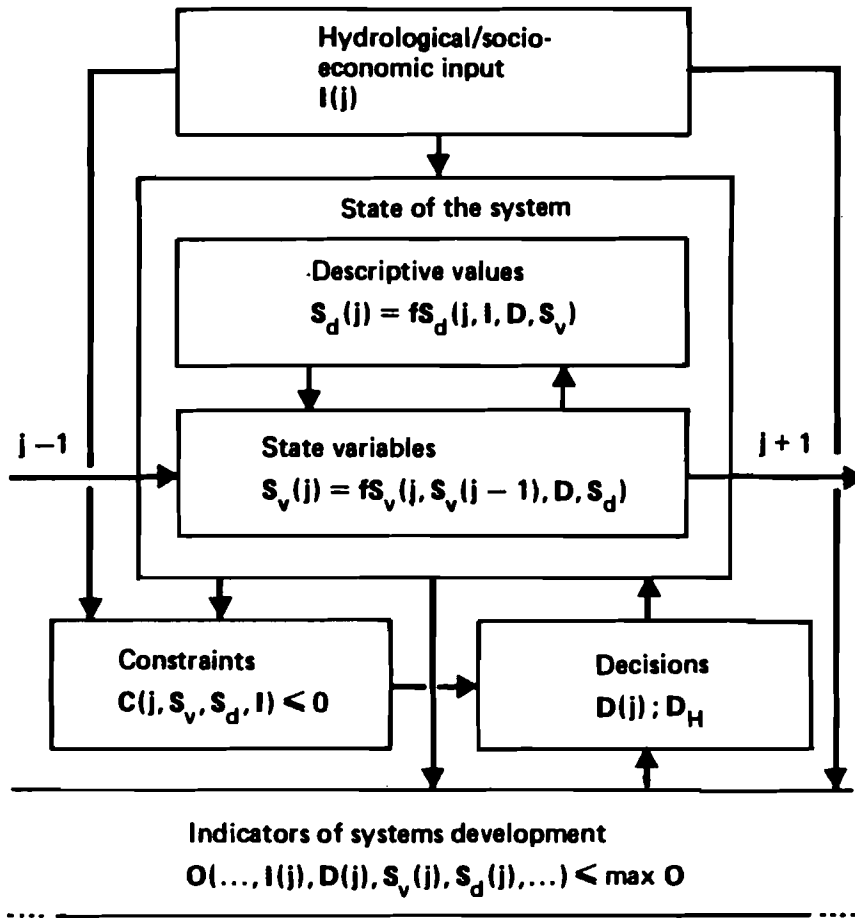 Hydrological/socio-
economic input
I(j)
State of the system
Descriptive values
S_d(j) = fS_d(j, I, D, S_v)
j − 1
State variables
S_v(j) = fS_v(j, S_v(j − 1), D, S_d)
j + 1
Constraints
C(j, S_v, S_d, I) ⩽ 0
Decisions
D(j) ; D_H
Indicators of systems development
O(..., I(j), D(j), S_v(j), S_d(j), ...) ⩽ max O